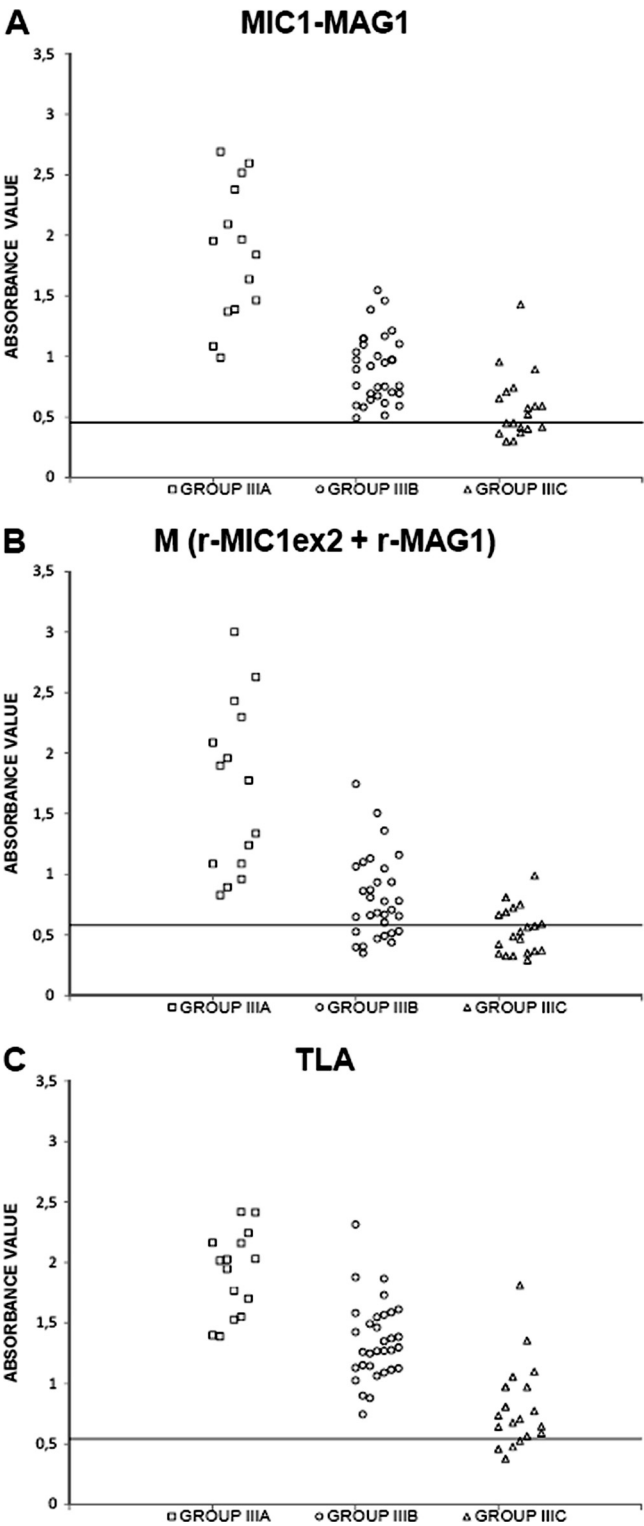 A MIC1-MAG1
ABSORBANCE VALUE
3,5
3
2,5
2
1,5
1
0,5
0
GROUP IIIA GROUP IIIB GROUP IIIC
B M (r-MIC1ex2 + r-MAG1)
ABSORBANCE VALUE
3,5
3
2,5
2
1,5
1
0,5
0
GROUP IIIA GROUP IIIB GROUP IIIC
C TLA
ABSORBANCE VALUE
3,5
3
2,5
2
1,5
1
0,5
0
GROUP IIIA GROUP IIIB GROUP IIIC